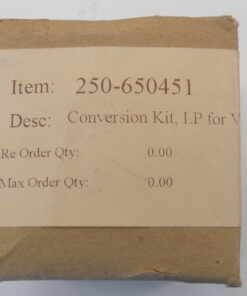 Item: 250-650451
Desc: Conversion Kit, LP for V
Re Order Qty: 0.00
Max Order Qty: 0.00